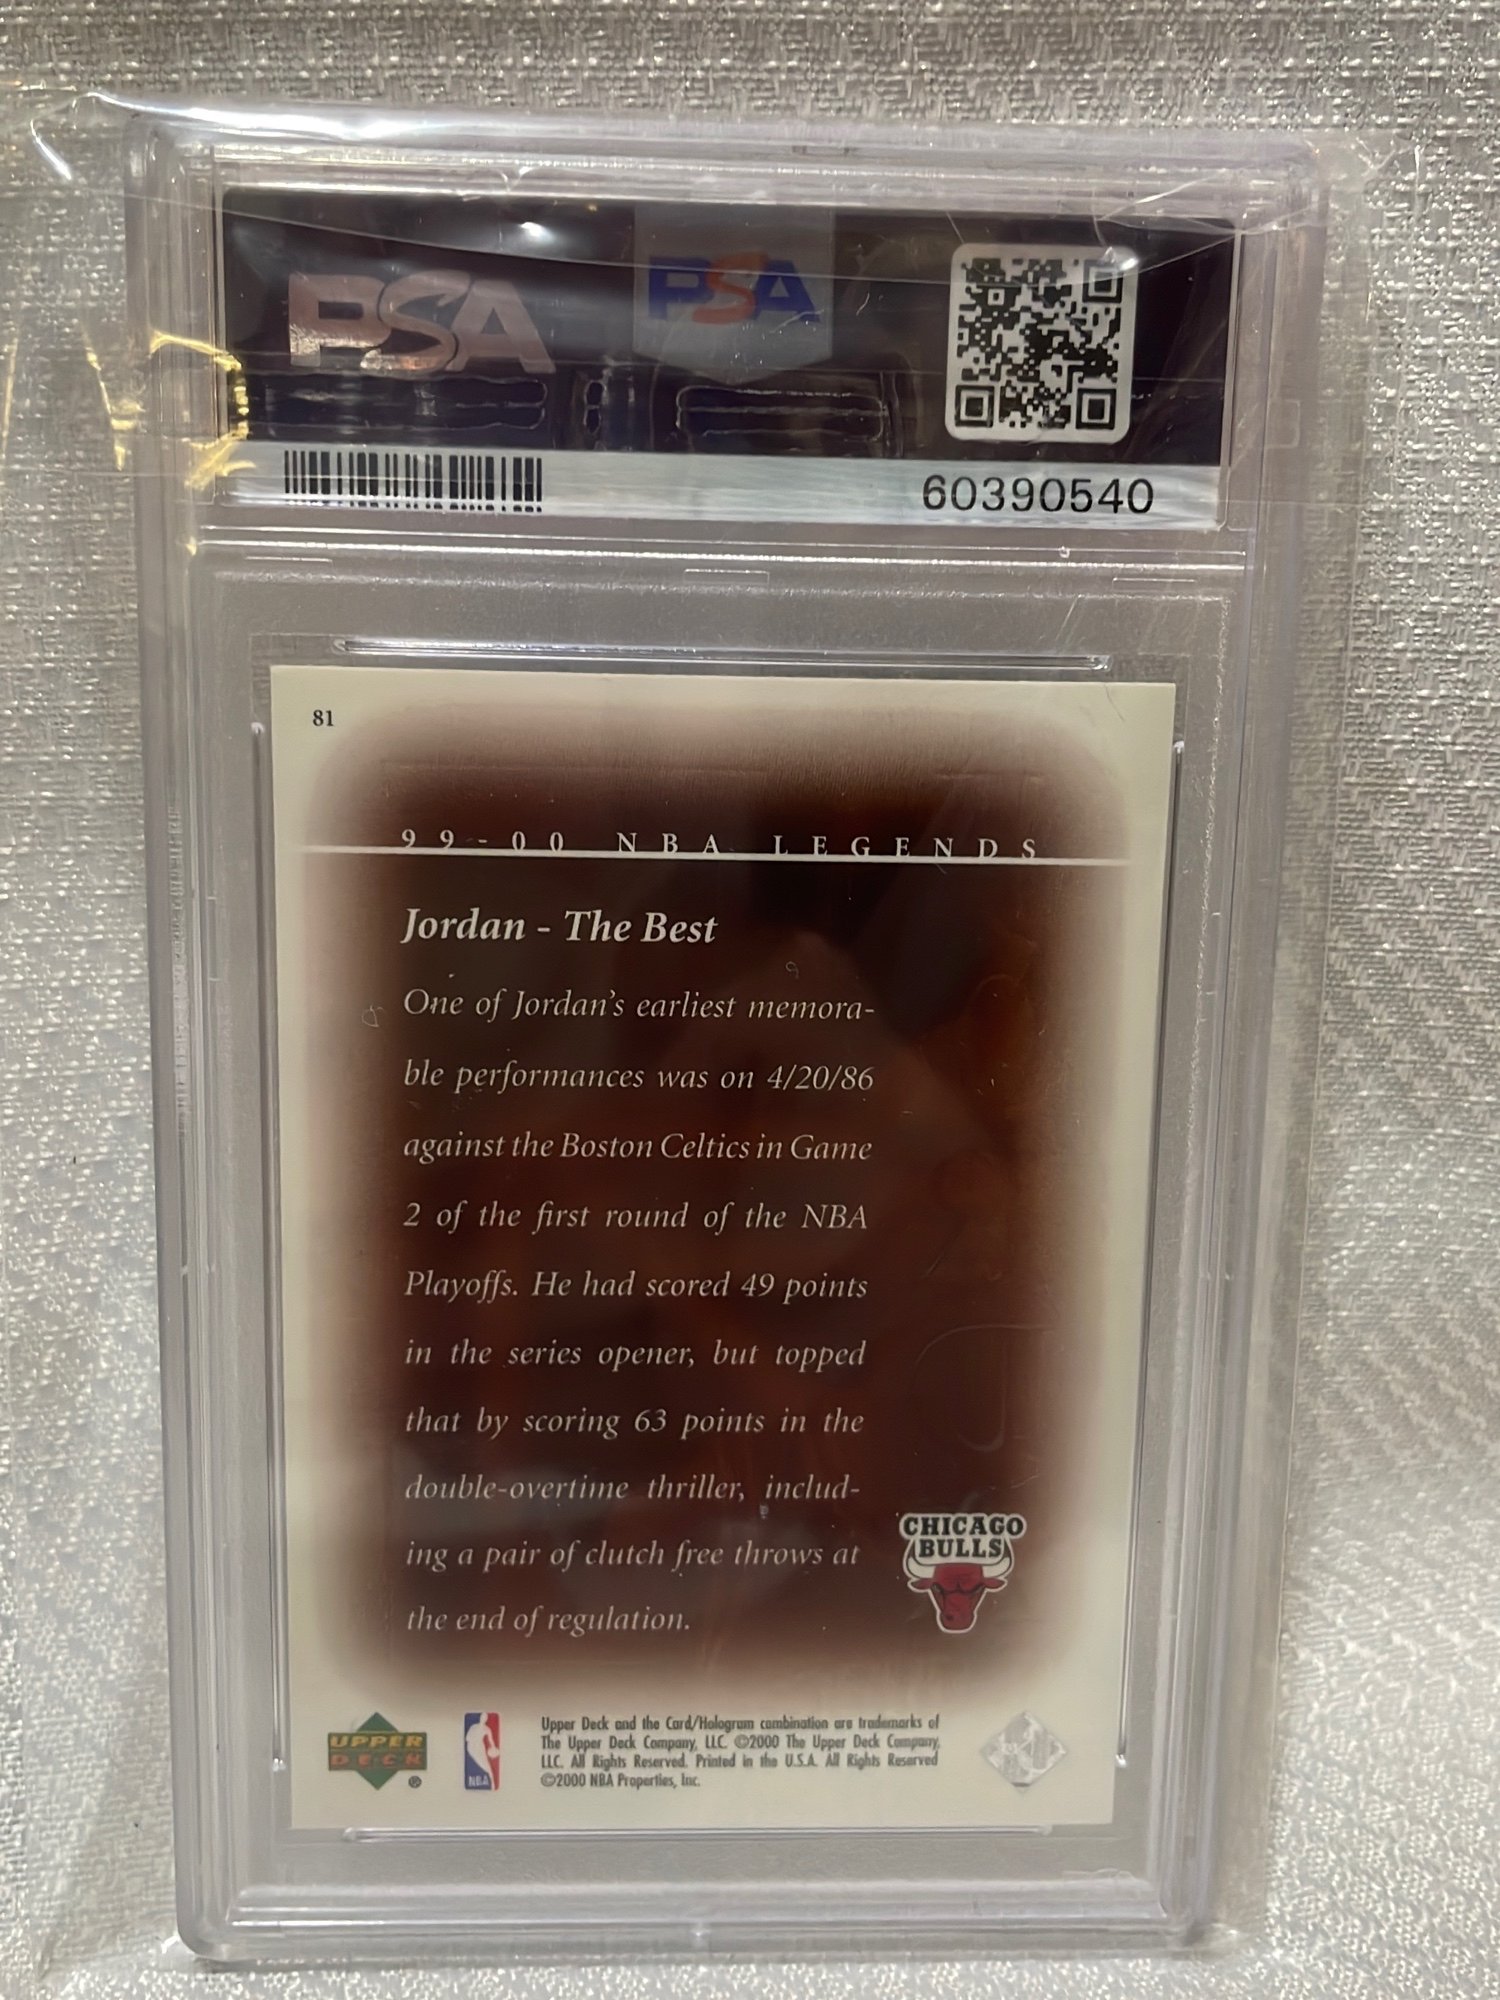 PSA
PSA
60390540
81
99-00 NBA LEGENDS
Jordan - The Best
One of Jordan's earliest memora-
ble performances was on 4/20/86
against the Boston Celtics in Game
2 of the first round of the NBA
Playoffs. He had scored 49 points
in the series opener, but topped
that by scoring 63 points in the
double-overtime thriller, includ-
ing a pair of clutch free throws at
the end of regulation.
CHICAGO
BULLS
UPPER
DECK
®
NBA
Upper Deck and the Card/Hologram combination are trademarks of
The Upper Deck Company, LLC. ©2000 The Upper Deck Company,
LLC. All Rights Reserved. Printed in the U.S.A. All Rights Reserved
©2000 NBA Properties, Inc.